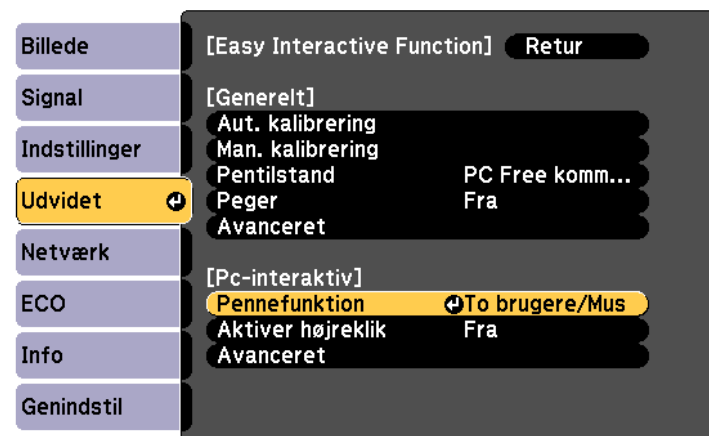 Billede
Signal
Indstillinger
Udvidet
Netværk
ECO
Info
Genindstil
[Easy Interactive Function] Retur
[Generelt]
Aut. kalibrering
Man. kalibrering
Pentilstand PC Free komm...
Peger Fra
Avanceret
[Pc-interaktiv]
Pennefunktion To brugere/Mus
Aktiver højreklik Fra
Avanceret